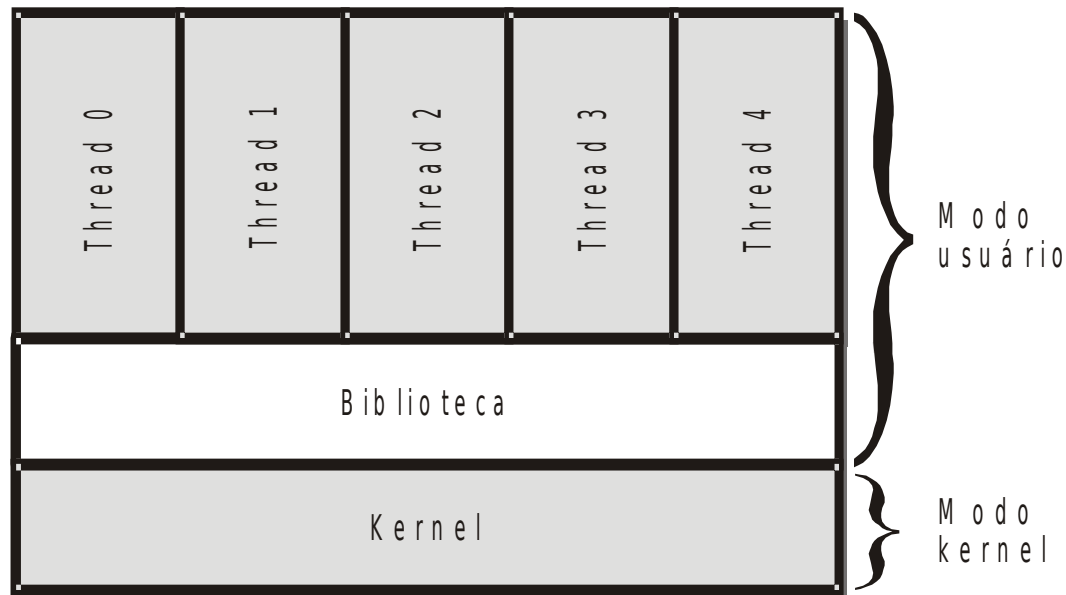 Thread 0
Thread 1
Thread 2
Thread 3
Thread 4
Modo
usuário
Biblioteca
Kernel
Modo
kernel